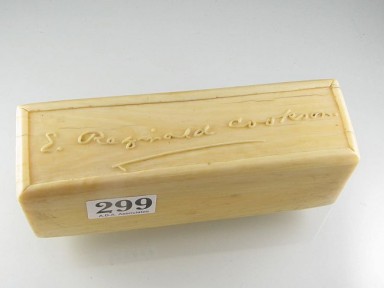 E. Reginald Cookson.
299